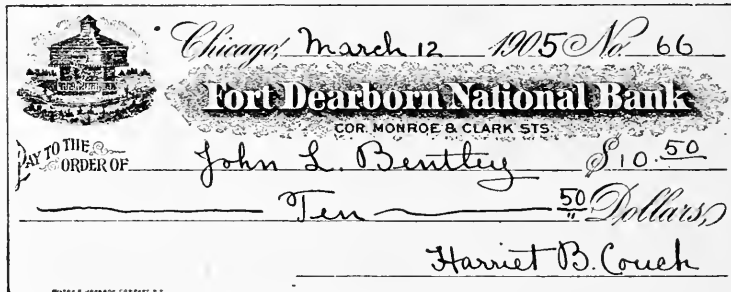 Chicago, March 12 1905 No. 66
Fort Dearborn National Bank
COR. MONROE & CLARK STS.
PAY TO THE ORDER OF John L. Bentley $10.50
Ten 50/" Dollars
Harriet B. Couch